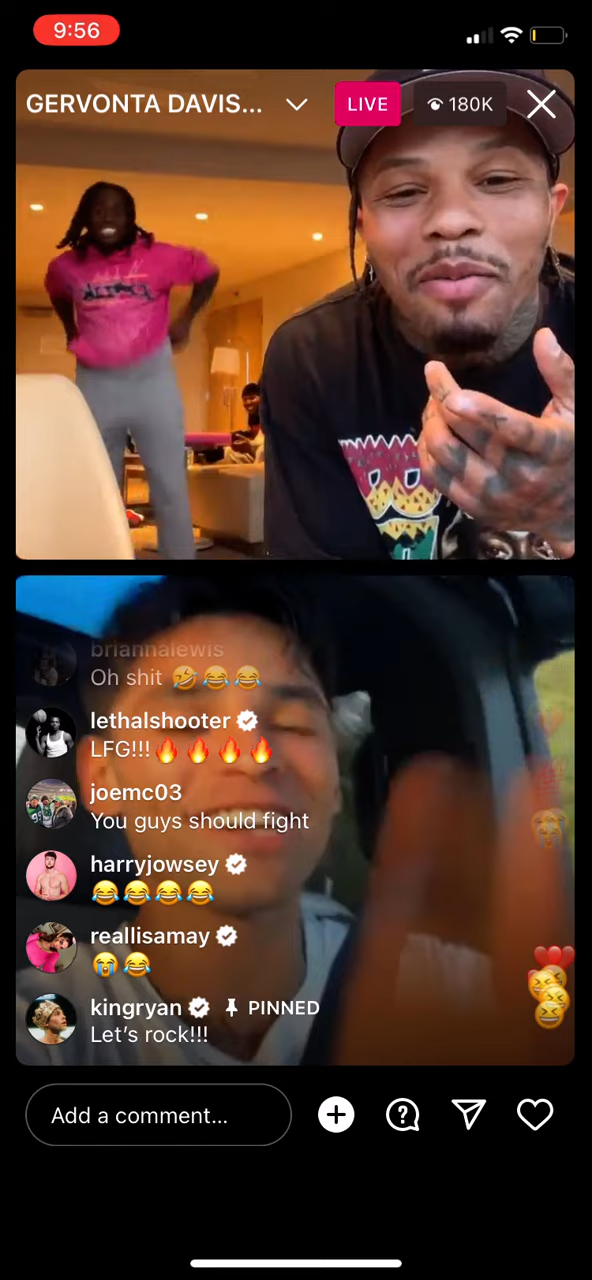 9:56
GERVONTA DAVIS...
LIVE
180K
briannalewis
Oh shit 🤣😂😂
lethalshooter
LFG!!!🔥🔥🔥🔥
joemc03
You guys should fight
harryjowsey
😂😂😂😂
reallisamay
😭😂
kingryan PINNED
Let's rock!!!
Add a comment...